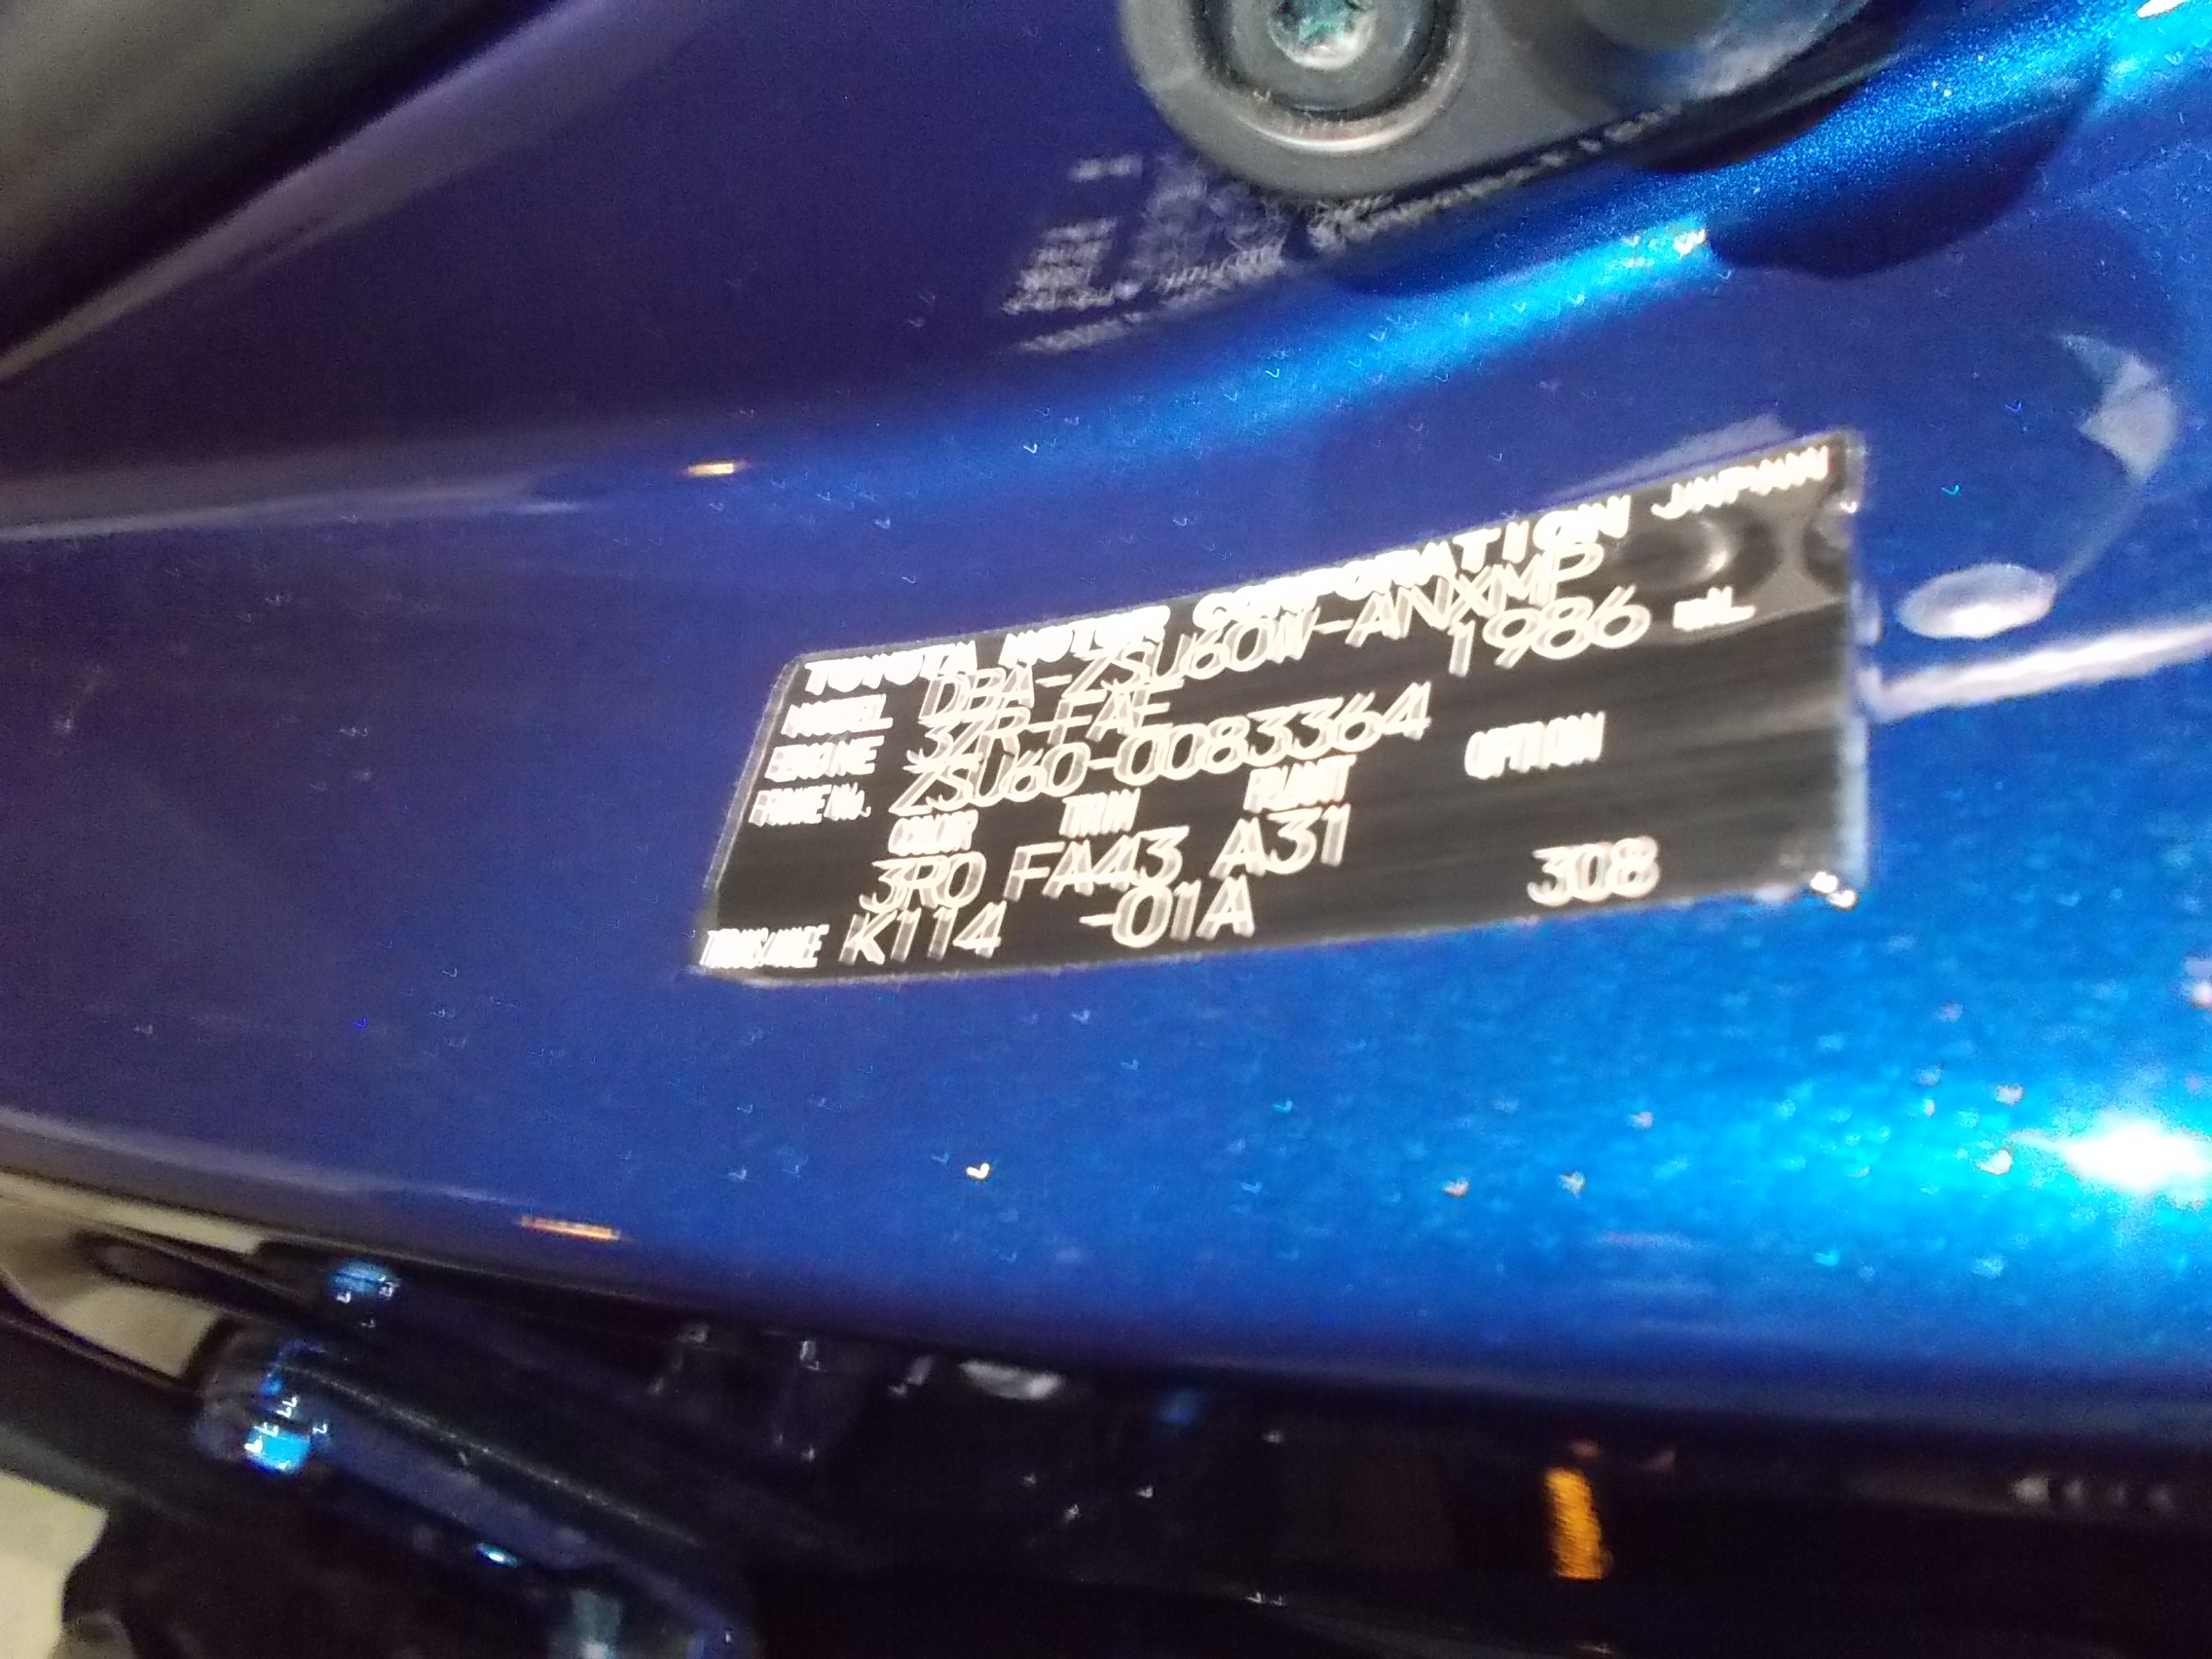 TOYOTA MOTOR CORPORATION JAPAN
MODEL DBA-ZSU60W-ANXMP
ENGINE 3ZR-FAE 1986 mL
FRAME No. ZSU60-0083364
COLOR TRIM PLANT OPTION
3R0 FA43 A31
TRANS/AXLE K114 -01A 308